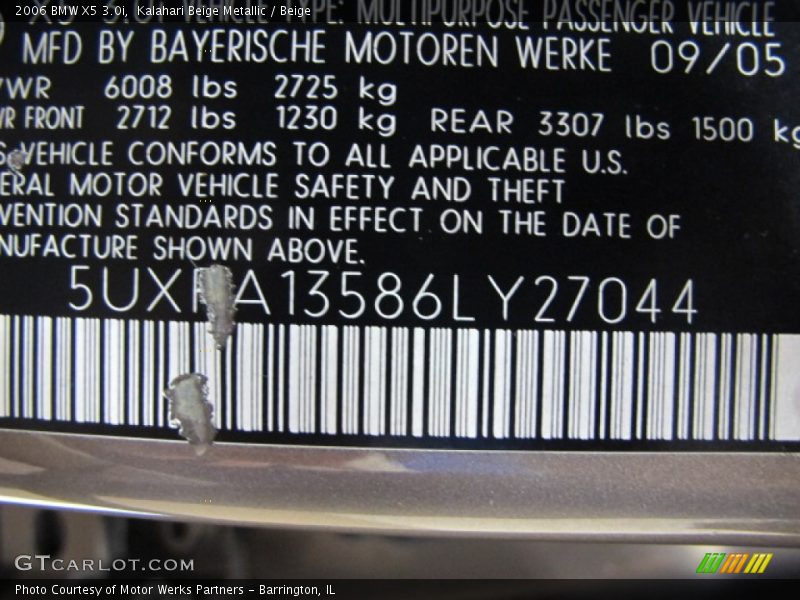 2006 BMW X5 3.0i, Kalahari Beige Metallic / Beige
TYPE: MULTIPURPOSE PASSENGER VEHICLE
MFD BY BAYERISCHE MOTOREN WERKE 09/05
VWR 6008 lbs 2725 kg
WR FRONT 2712 lbs 1230 kg REAR 3307 lbs 1500 kg
S VEHICLE CONFORMS TO ALL APPLICABLE U.S.
ERAL MOTOR VEHICLE SAFETY AND THEFT
VENTION STANDARDS IN EFFECT ON THE DATE OF
NUFACTURE SHOWN ABOVE.
5UXFA13586LY27044
GTCARLOT.COM
Photo Courtesy of Motor Werks Partners - Barrington, IL